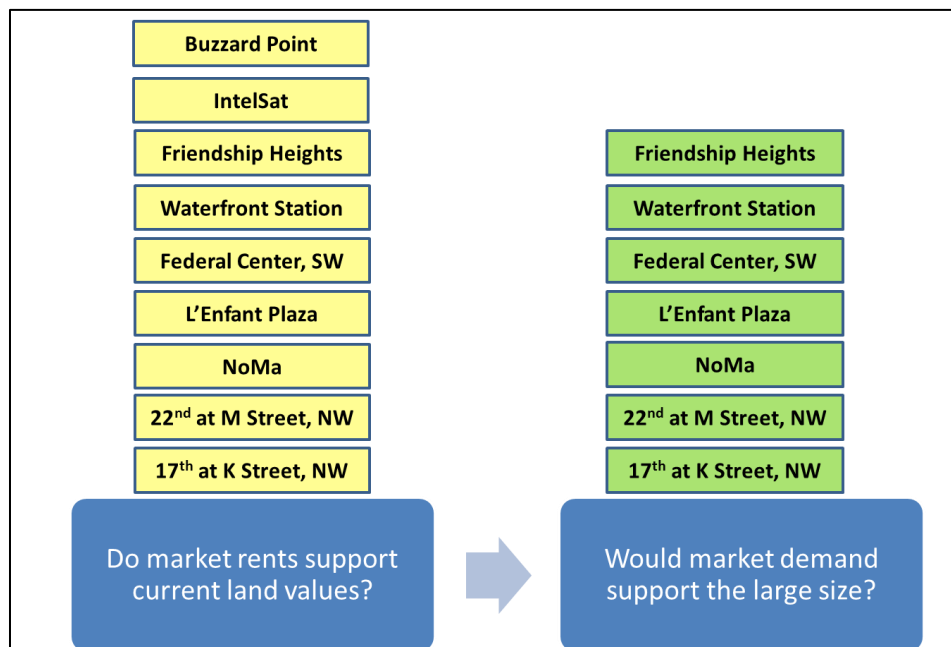 Buzzard Point
IntelSat
Friendship Heights
Waterfront Station
Federal Center, SW
L’Enfant Plaza
NoMa
22nd at M Street, NW
17th at K Street, NW
Do market rents support
current land values?
Friendship Heights
Waterfront Station
Federal Center, SW
L’Enfant Plaza
NoMa
22nd at M Street, NW
17th at K Street, NW
Would market demand
support the large size?